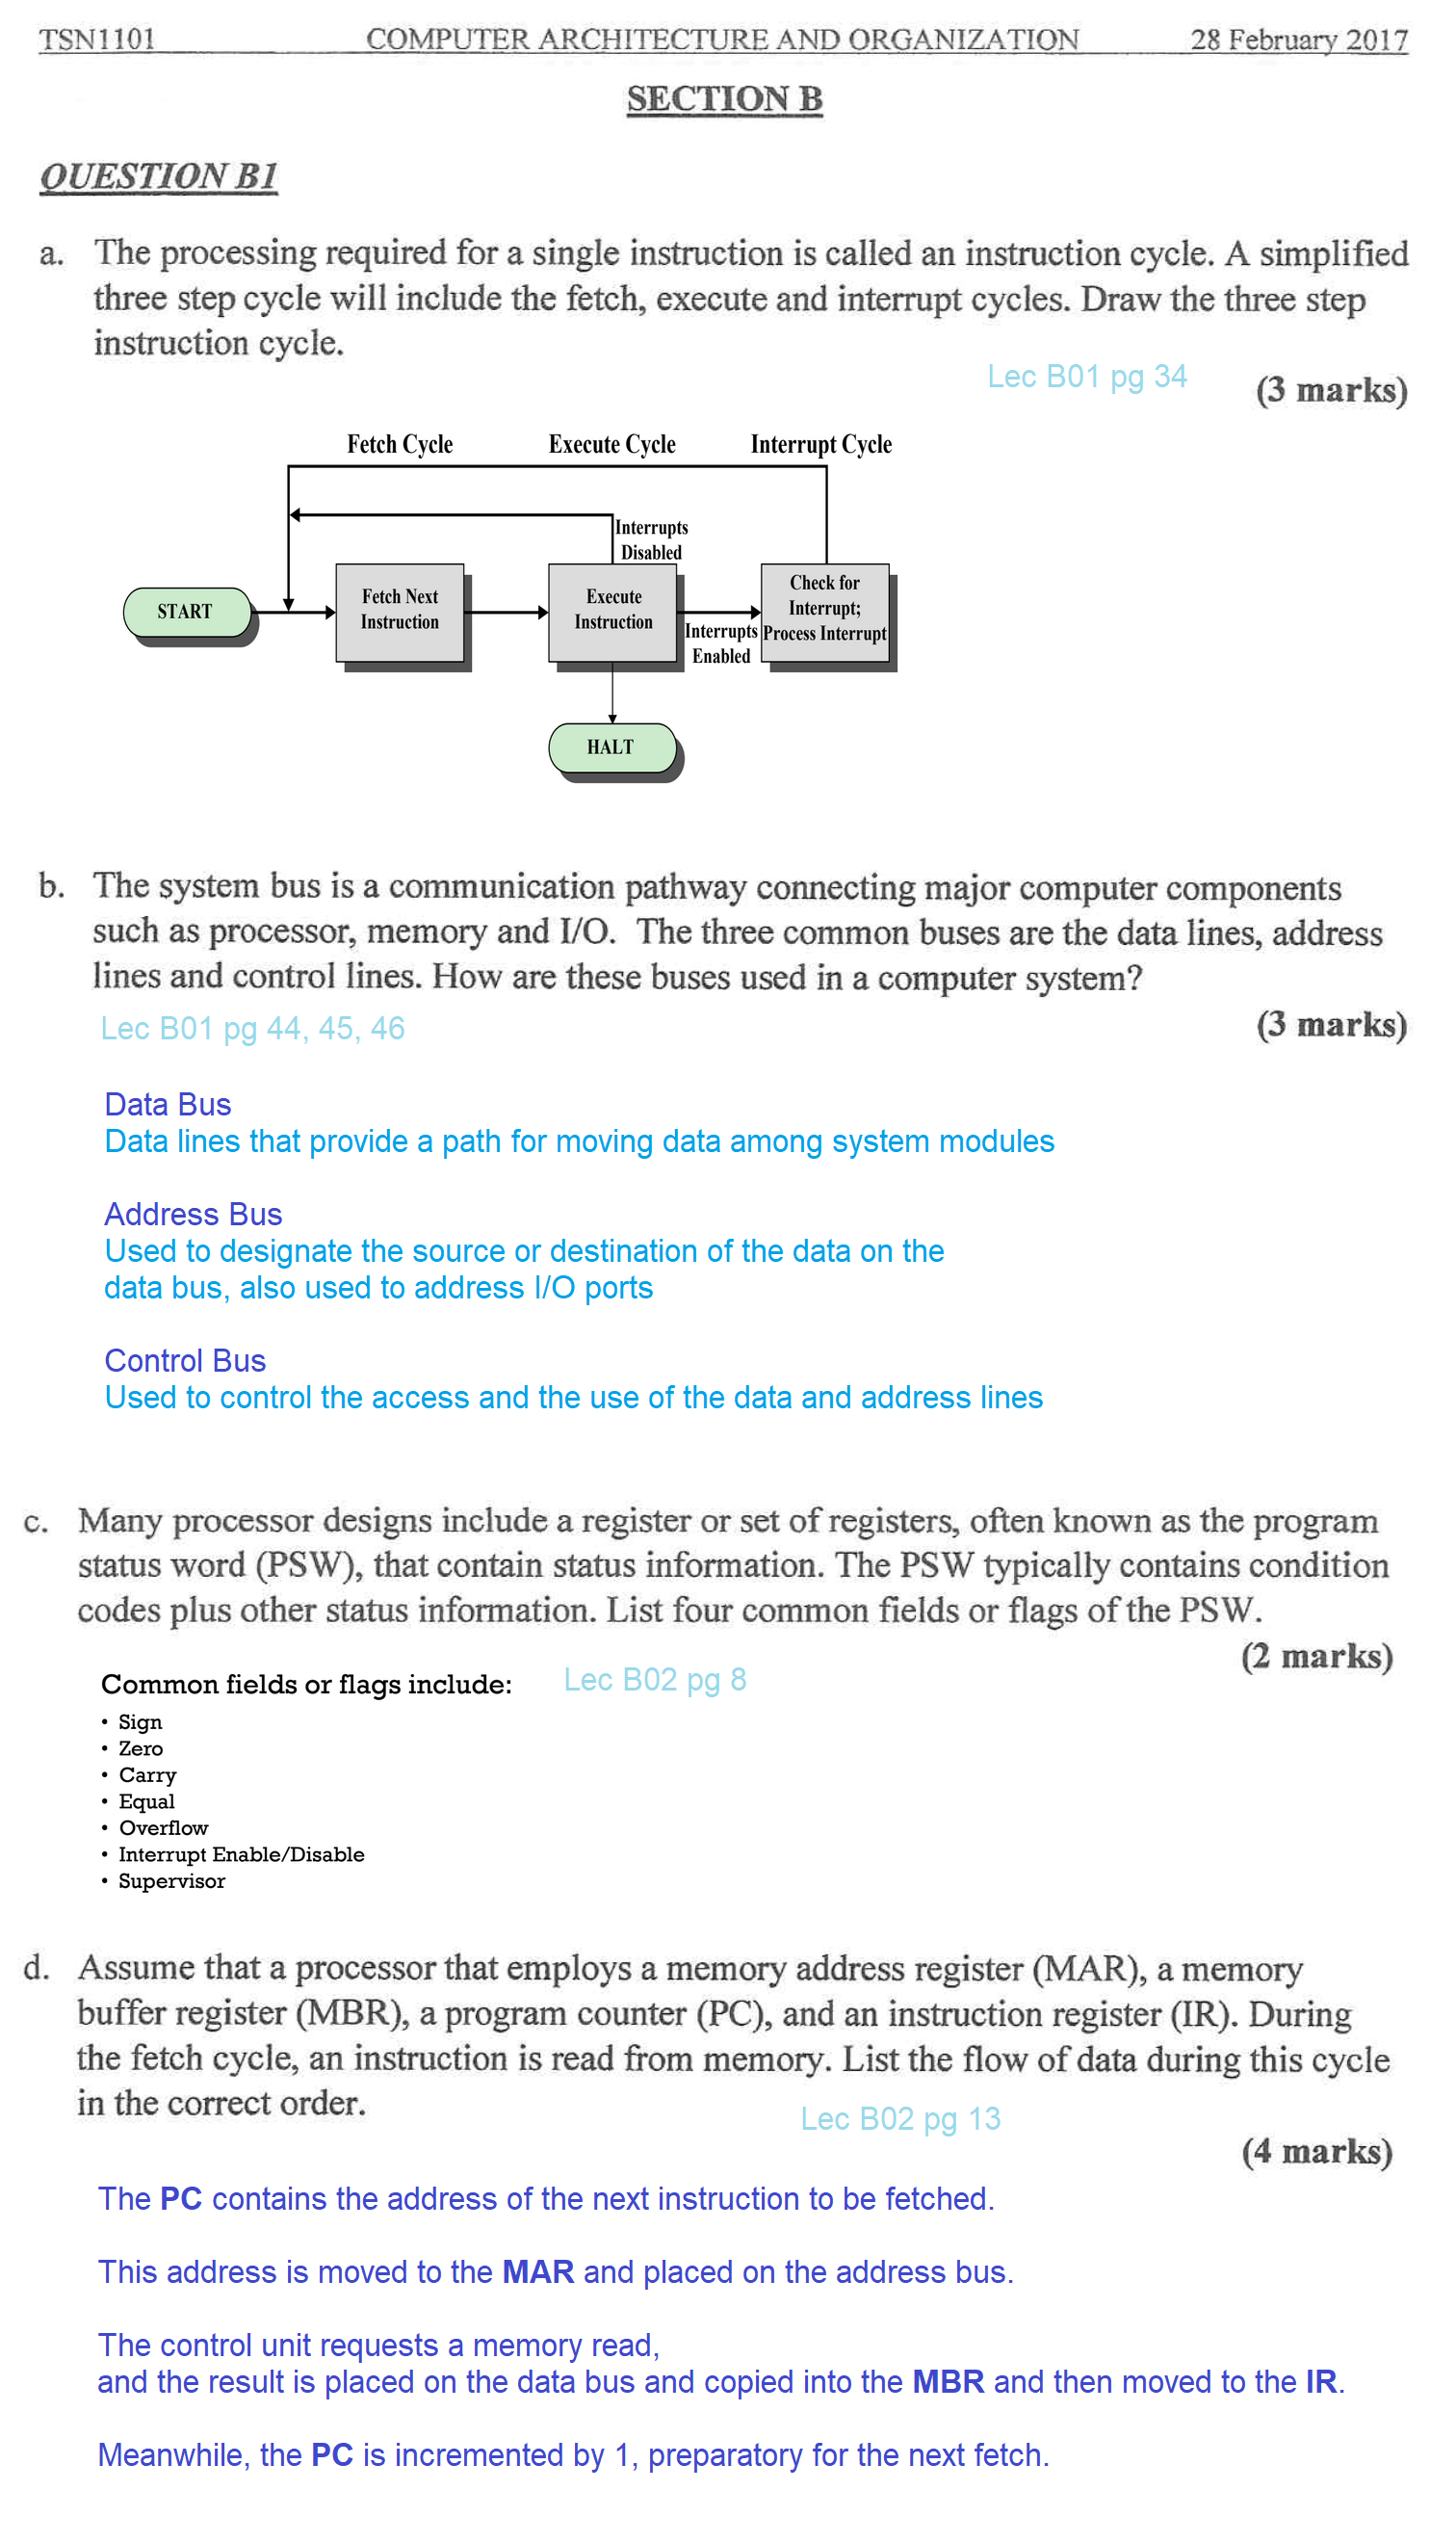 TSN1101 COMPUTER ARCHITECTURE AND ORGANIZATION 28 February 2017
SECTION B
QUESTION B1
a. The processing required for a single instruction is called an instruction cycle. A simplified
three step cycle will include the fetch, execute and interrupt cycles. Draw the three step
instruction cycle.
Lec B01 pg 34
(3 marks)
Fetch Cycle Execute Cycle Interrupt Cycle
Interrupts
Disabled
START
Fetch Next
Instruction
Execute
Instruction
Interrupts
Enabled
Check for
Interrupt;
Process Interrupt
HALT
b. The system bus is a communication pathway connecting major computer components
such as processor, memory and I/O. The three common buses are the data lines, address
lines and control lines. How are these buses used in a computer system?
Lec B01 pg 44, 45, 46
(3 marks)
Data Bus
Data lines that provide a path for moving data among system modules
Address Bus
Used to designate the source or destination of the data on the
data bus, also used to address I/O ports
Control Bus
Used to control the access and the use of the data and address lines
c. Many processor designs include a register or set of registers, often known as the program
status word (PSW), that contain status information. The PSW typically contains condition
codes plus other status information. List four common fields or flags of the PSW.
(2 marks)
Common fields or flags include: Lec B02 pg 8
• Sign
• Zero
• Carry
• Equal
• Overflow
• Interrupt Enable/Disable
• Supervisor
d. Assume that a processor that employs a memory address register (MAR), a memory
buffer register (MBR), a program counter (PC), and an instruction register (IR). During
the fetch cycle, an instruction is read from memory. List the flow of data during this cycle
in the correct order.
Lec B02 pg 13
(4 marks)
The PC contains the address of the next instruction to be fetched.
This address is moved to the MAR and placed on the address bus.
The control unit requests a memory read,
and the result is placed on the data bus and copied into the MBR and then moved to the IR.
Meanwhile, the PC is incremented by 1, preparatory for the next fetch.